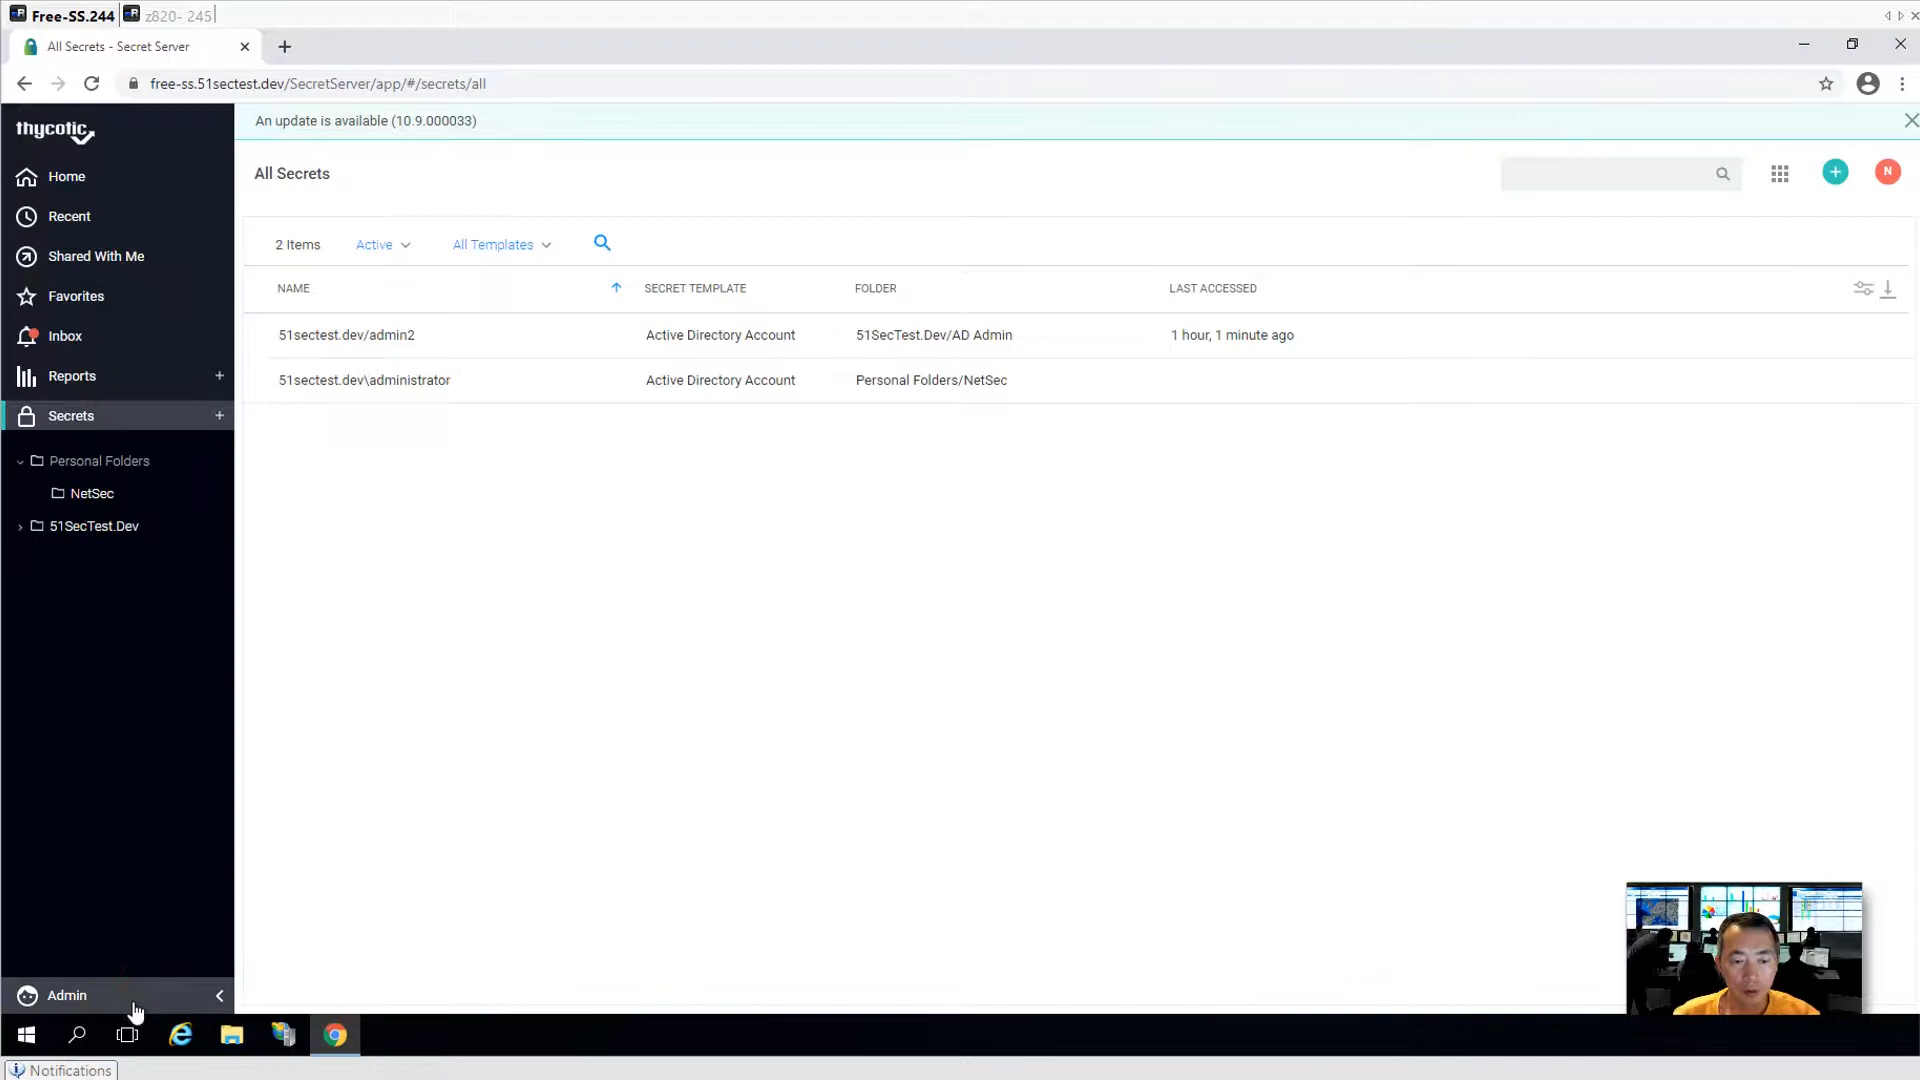 Free-SS.244
z820- 245
All Secrets - Secret Server
free-ss.51sectest.dev/SecretServer/app/#/secrets/all
thycotic
An update is available (10.9.000033)
Home
Recent
Shared With Me
Favorites
Inbox
Reports
Secrets
Personal Folders
NetSec
51SecTest.Dev
Admin
All Secrets
N
2 Items
Active
All Templates
NAME
SECRET TEMPLATE
FOLDER
LAST ACCESSED
51sectest.dev/admin2
Active Directory Account
51SecTest.Dev/AD Admin
1 hour, 1 minute ago
51sectest.dev\administrator
Active Directory Account
Personal Folders/NetSec
Notifications